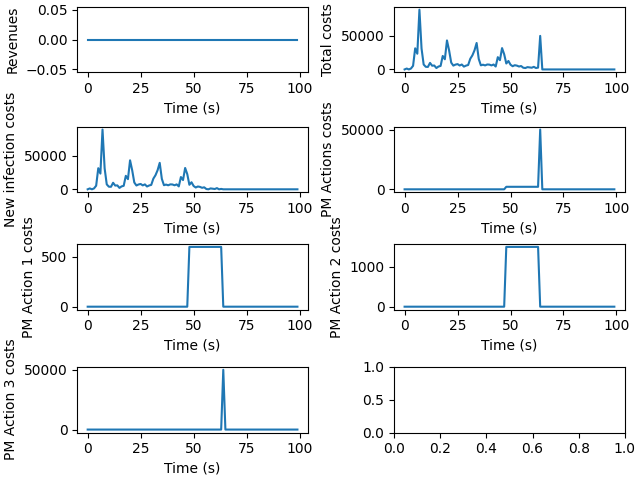 Revenues
0.05
0.00
−0.05
0 25 50 75 100
Time (s)
Total costs
50000
0
0 25 50 75 100
Time (s)
New infection costs
50000
0
0 25 50 75 100
Time (s)
PM Actions costs
50000
0
0 25 50 75 100
Time (s)
PM Action 1 costs
500
0
0 25 50 75 100
Time (s)
PM Action 2 costs
1000
0
0 25 50 75 100
Time (s)
PM Action 3 costs
50000
0
0 25 50 75 100
Time (s)
1.0
0.5
0.0
0.0 0.2 0.4 0.6 0.8 1.0